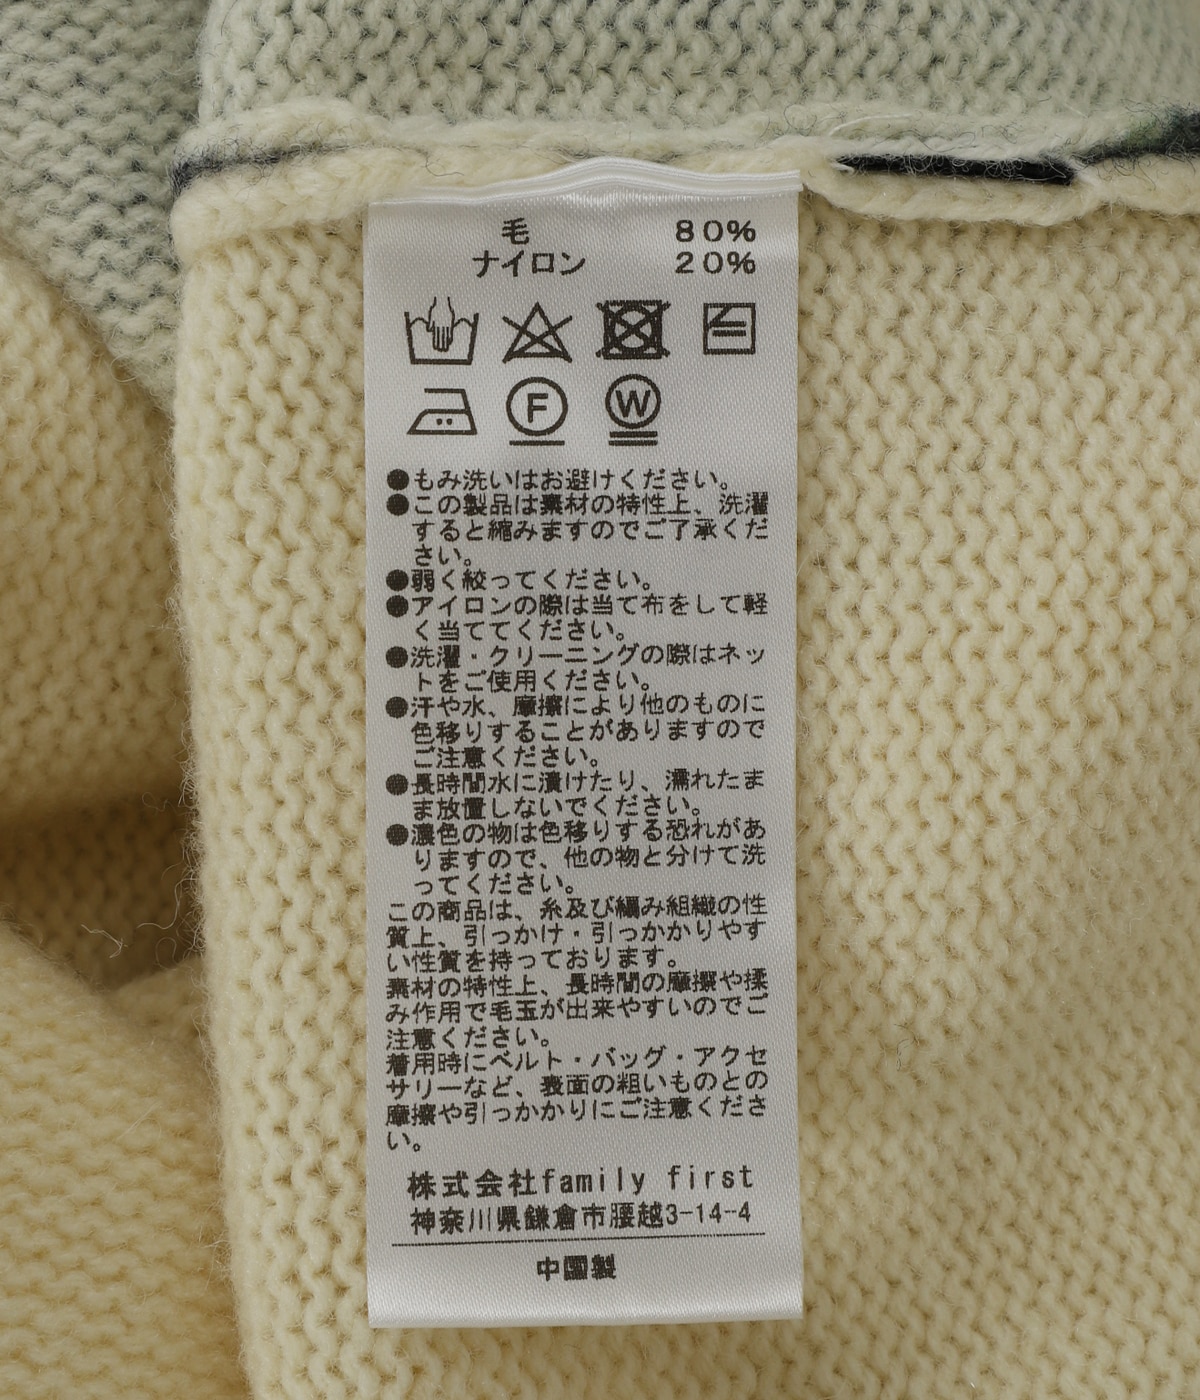 毛 80%
ナイロン 20%
F W
●もみ洗いはお避けください。
●この製品は素材の特性上、洗濯
すると縮みますのでご了承くだ
さい。
●弱く絞ってください。
●アイロンの際は当て布をして軽
く当ててください。
●洗濯・クリーニングの際はネッ
トをご使用ください。
●汗や水、摩擦により他のものに
色移りすることがありますので
ご注意ください。
●長時間水に漬けたり、濡れたま
ま放置しないでください。
●濃色の物は色移りする恐れがあ
りますので、他の物と分けて洗
ってください。
この商品は、糸及び編み組織の性
質上、引っかけ・引っかかりやす
い性質を持っております。
素材の特性上、長時間の摩擦や揉
み作用で毛玉が出来やすいのでご
注意ください。
着用時にベルト・バッグ・アクセ
サリーなど、表面の粗いものとの
摩擦や引っかかりにご注意くださ
い。
株式会社family first
神奈川県鎌倉市腰越3-14-4
中国製